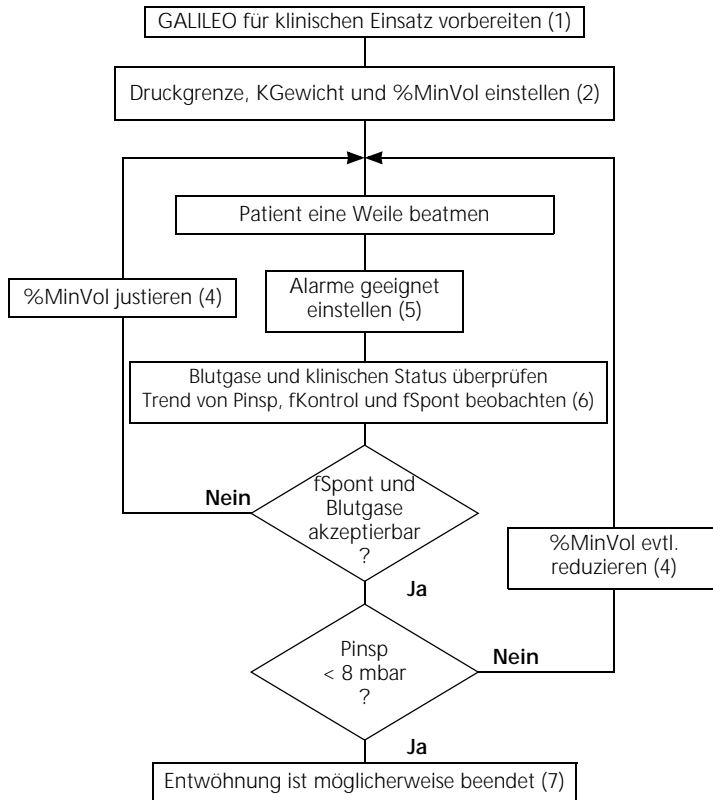 GALILEO für klinischen Einsatz vorbereiten (1)
Druckgrenze, KGewicht und %MinVol einstellen (2)
Patient eine Weile beatmen
%MinVol justieren (4)
Alarme geeignet
einstellen (5)
Blutgase und klinischen Status überprüfen
Trend von Pinsp, fKontrol und fSpont beobachten (6)
Nein
fSpont und
Blutgase
akzeptierbar
?
%MinVol evtl.
reduzieren (4)
Ja
Pinsp
< 8 mbar
?
Nein
Ja
Entwöhnung ist möglicherweise beendet (7)